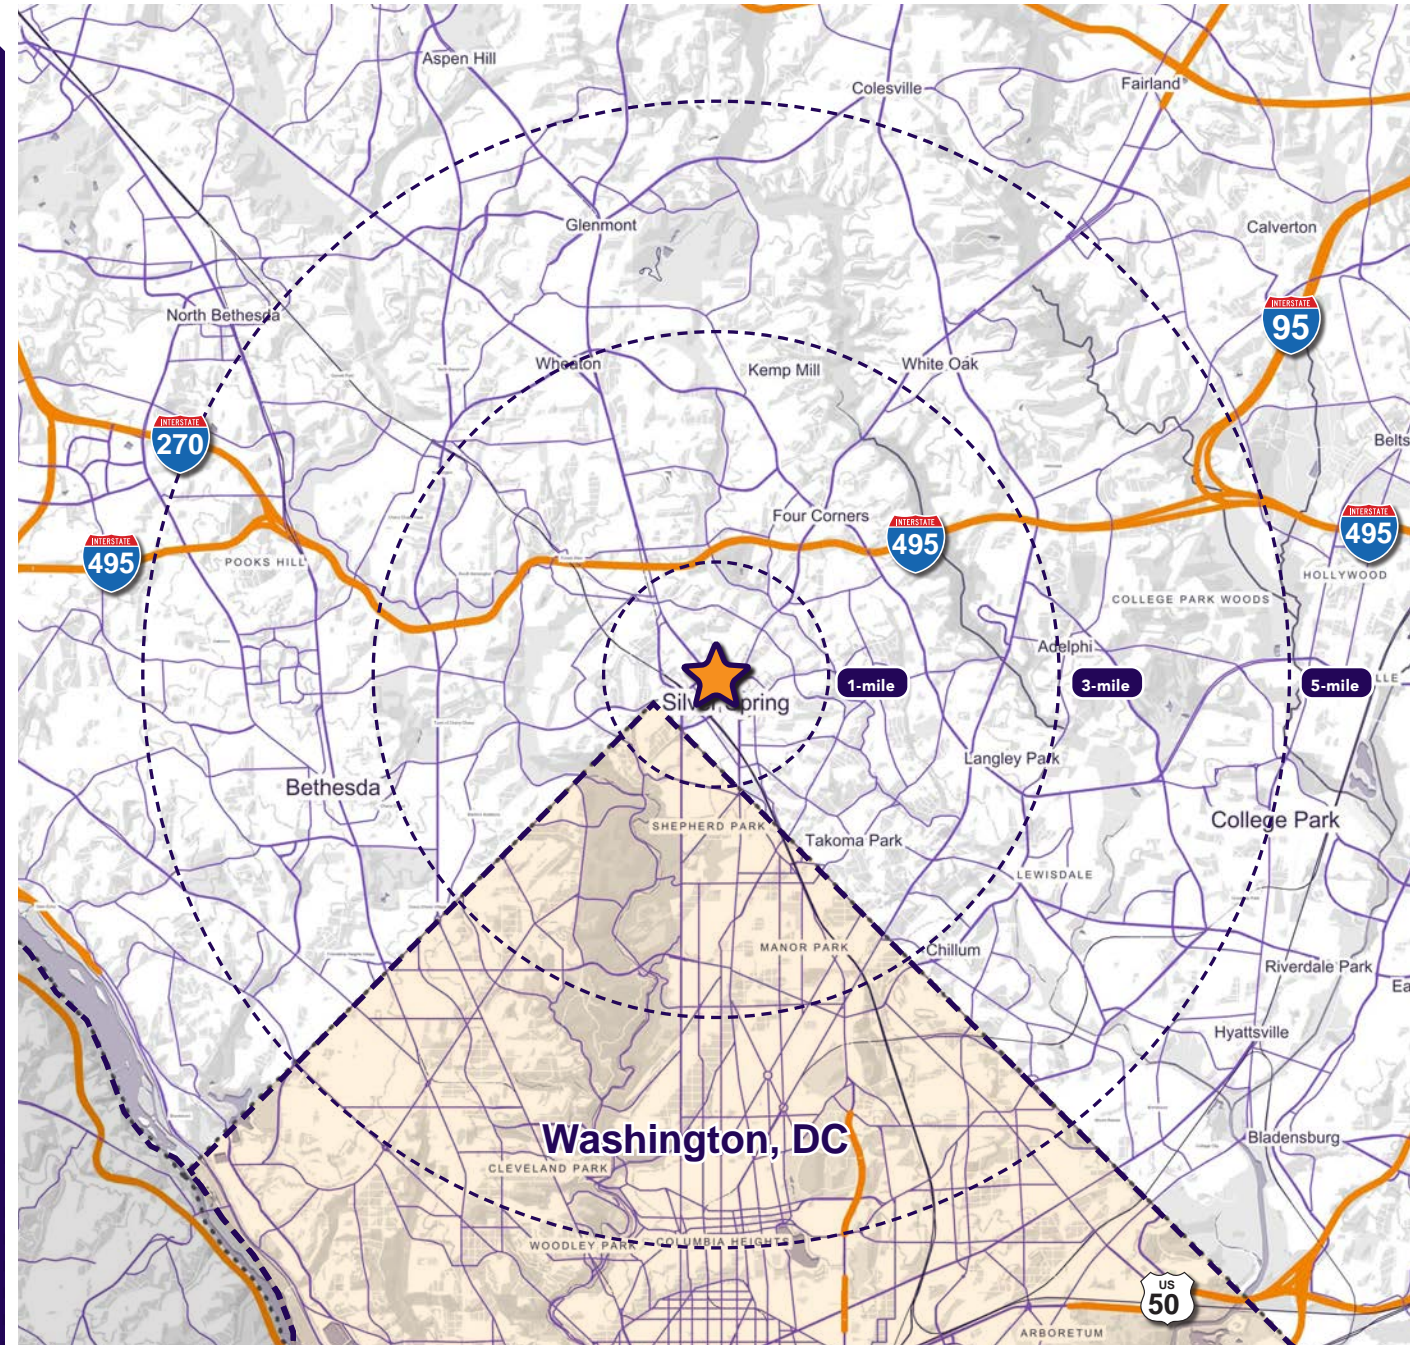 Aspen Hill
Colesville
Fairland
Glenmont
Calverton
North Bethesda
INTERSTATE
95
Wheaton
Kemp Mill
White Oak
INTERSTATE
270
Belts
Four Corners
INTERSTATE
495
INTERSTATE
495
INTERSTATE
495
POOKS HILL
HOLLYWOOD
COLLEGE PARK WOODS
Adelphi
1-mile
3-mile
5-mile
LLE
Silver Spring
Langley Park
Bethesda
College Park
SHEPHERD PARK
Takoma Park
LEWISDALE
MANOR PARK
Chillum
Riverdale Park
Ea
Hyattsville
Washington, DC
Bladensburg
CLEVELAND PARK
WOODLEY PARK
COLUMBIA HEIGHTS
US
50
ARBORETUM